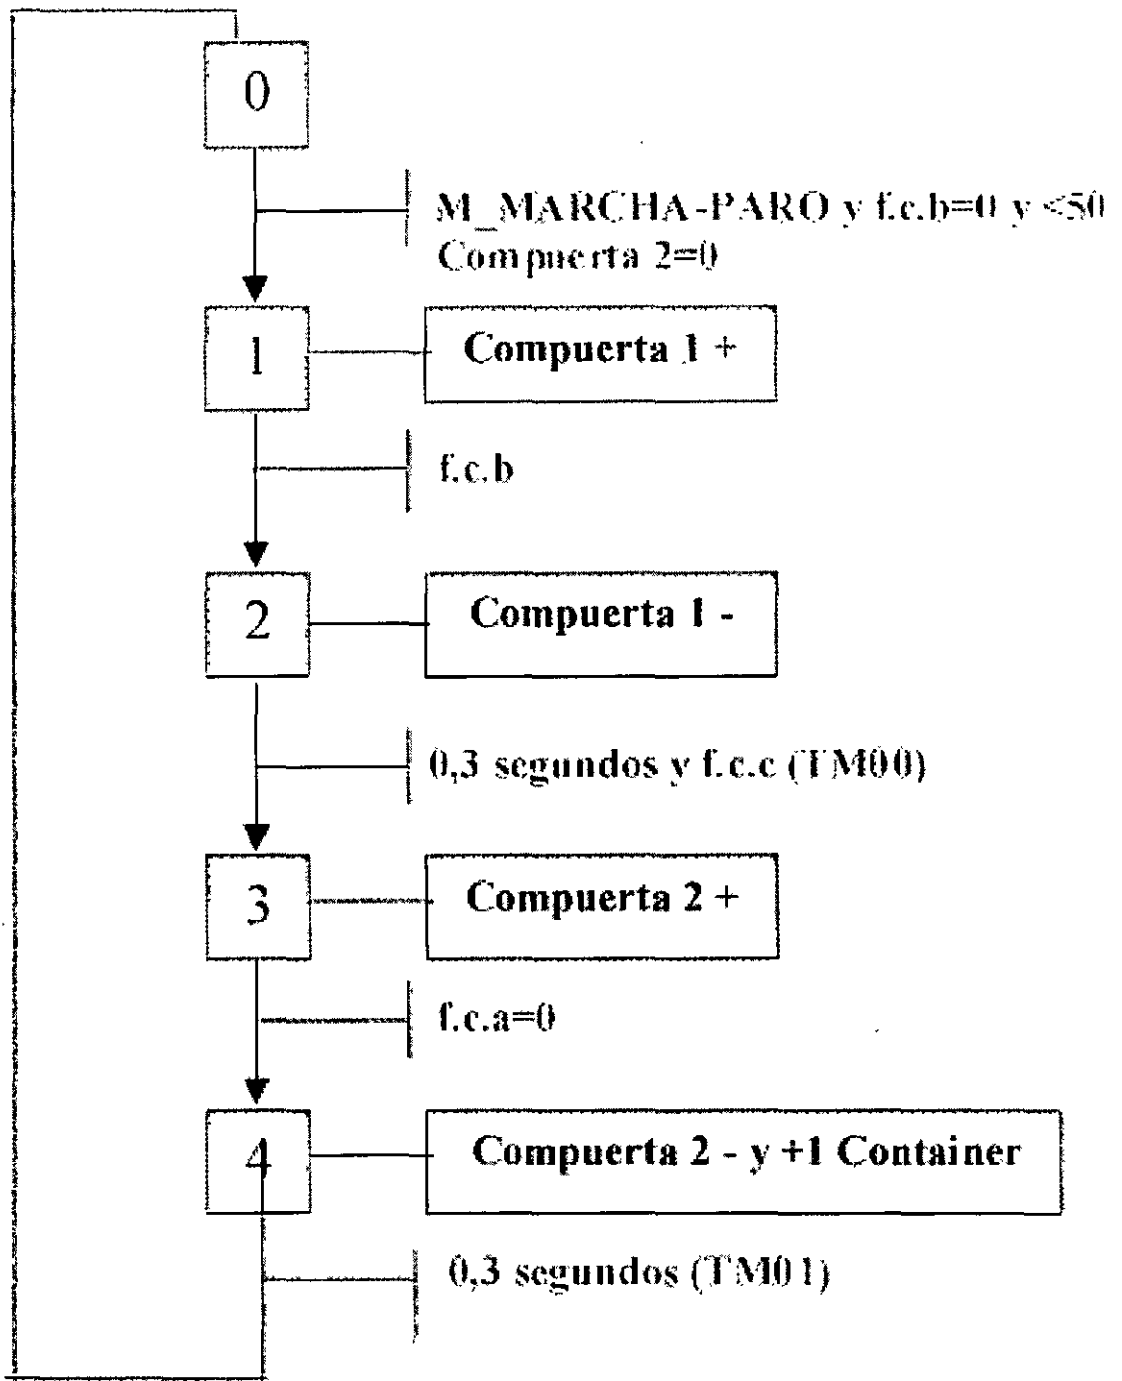 0
M_MARCHA-PARO y f.c.b=0 y <50
Compuerta 2=0
1
Compuerta 1 +
f.c.b
2
Compuerta 1 -
0,3 segundos y f.c.c (TM00)
3
Compuerta 2 +
f.c.a=0
4
Compuerta 2 - y +1 Container
0,3 segundos (TM01)